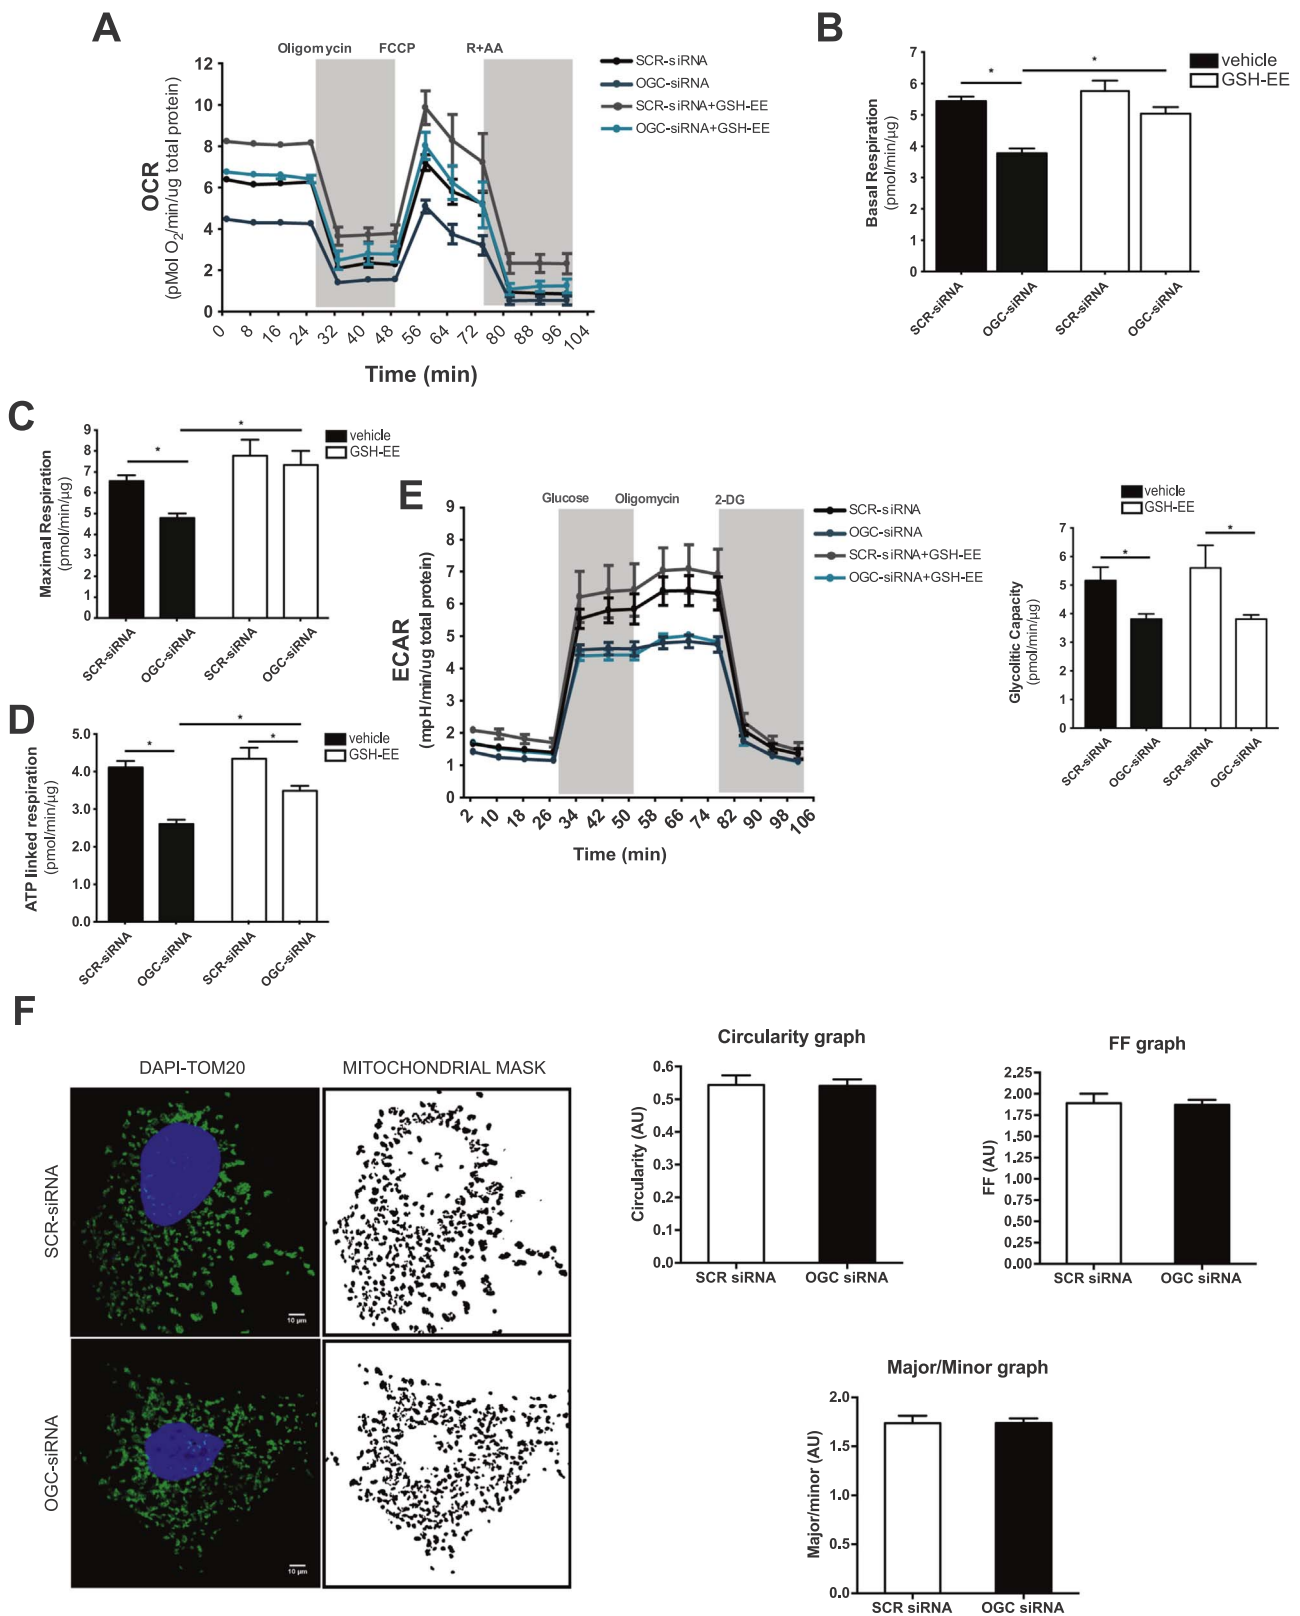 A
Oligomycin FCCP R+AA
OCR
(pMol O2/min/ug total protein)
12
10
8
6
4
2
0
0 8 16 24 32 40 48 56 64 72 80 88 96 104
Time (min)
SCR-siRNA
OGC-siRNA
SCR-siRNA+GSH-EE
OGC-siRNA+GSH-EE
B
Basal Respiration
(pmol/min/µg)
7
6
5
4
3
2
1
0
* *
vehicle
GSH-EE
SCR-siRNA OGC-siRNA SCR-siRNA OGC-siRNA
C
Maximal Respiration
(pmol/min/µg)
9
8
7
6
5
4
3
2
1
0
* *
vehicle
GSH-EE
SCR-siRNA OGC-siRNA SCR-siRNA OGC-siRNA
D
ATP linked respiration
(pmol/min/µg)
5.0
4.0
3.0
2.0
1.0
0.0
* * *
vehicle
GSH-EE
SCR-siRNA OGC-siRNA SCR-siRNA OGC-siRNA
E
Glucose Oligomycin 2-DG
ECAR
(mpH/min/ug total protein)
9
8
7
6
5
4
3
2
1
0
2 10 18 26 34 42 50 58 66 74 82 90 98 106
Time (min)
SCR-siRNA
OGC-siRNA
SCR-siRNA+GSH-EE
OGC-siRNA+GSH-EE
vehicle
GSH-EE
Glycolitic Capacity
(pmol/min/µg)
7
6
5
4
3
2
1
0
* *
SCR-siRNA OGC-siRNA SCR-siRNA OGC-siRNA
F
DAPI-TOM20 MITOCHONDRIAL MASK
SCR-siRNA
10 µm
OGC-siRNA
10 µm
Circularity graph
Circularity (AU)
0.6
0.5
0.4
0.3
0.2
0.1
0.0
SCR siRNA OGC siRNA
FF graph
FF (AU)
2.25
2.00
1.75
1.50
1.25
1.00
0.75
0.50
0.25
0.00
SCR siRNA OGC siRNA
Major/Minor graph
Major/minor (AU)
2.0
1.5
1.0
0.5
0.0
SCR siRNA OGC siRNA